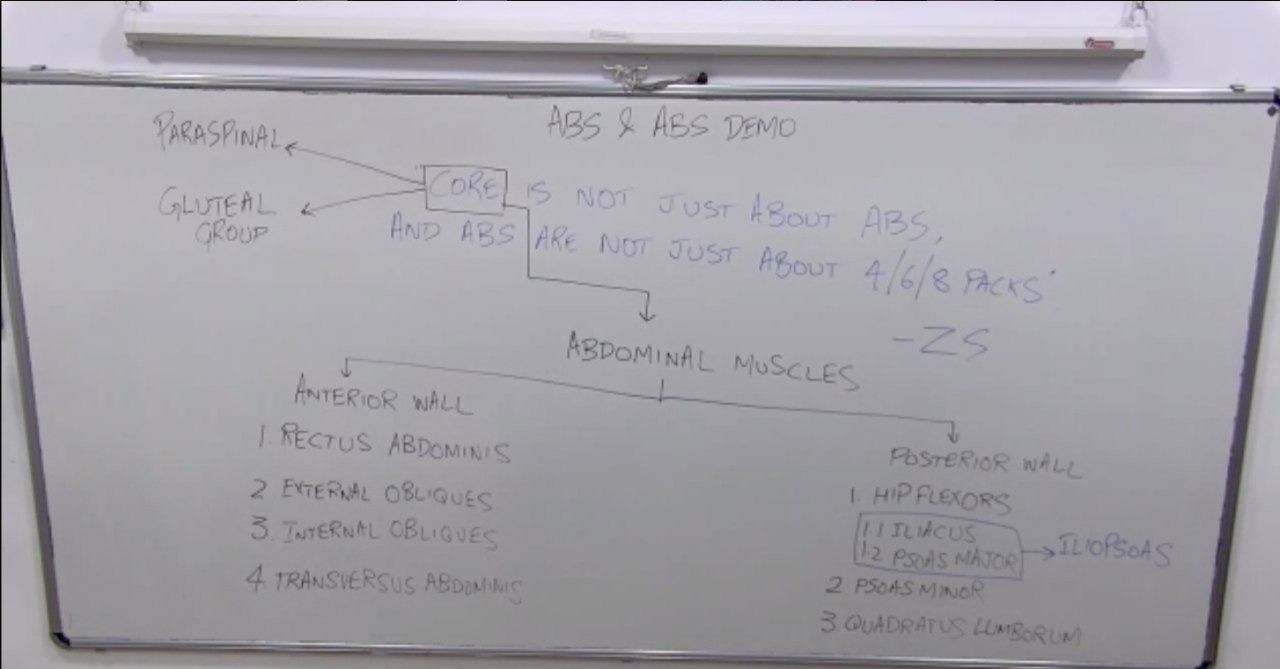 ABS & ABS DEMO
PARASPINAL
GLUTEAL
GROUP
"CORE IS NOT JUST ABOUT ABS,
AND ABS ARE NOT JUST ABOUT 4/6/8 PACKS"
-ZS
ABDOMINAL MUSCLES
ANTERIOR WALL
1. RECTUS ABDOMINIS
2 EXTERNAL OBLIQUES
3. INTERNAL OBLIQUES
4. TRANSVERSUS ABDOMINIS
POSTERIOR WALL
1. HIP FLEXORS
1.1 ILIACUS
1.2 PSOAS MAJOR
ILIOPSOAS
2 PSOAS MINOR
3. QUADRATUS LUMBORUM